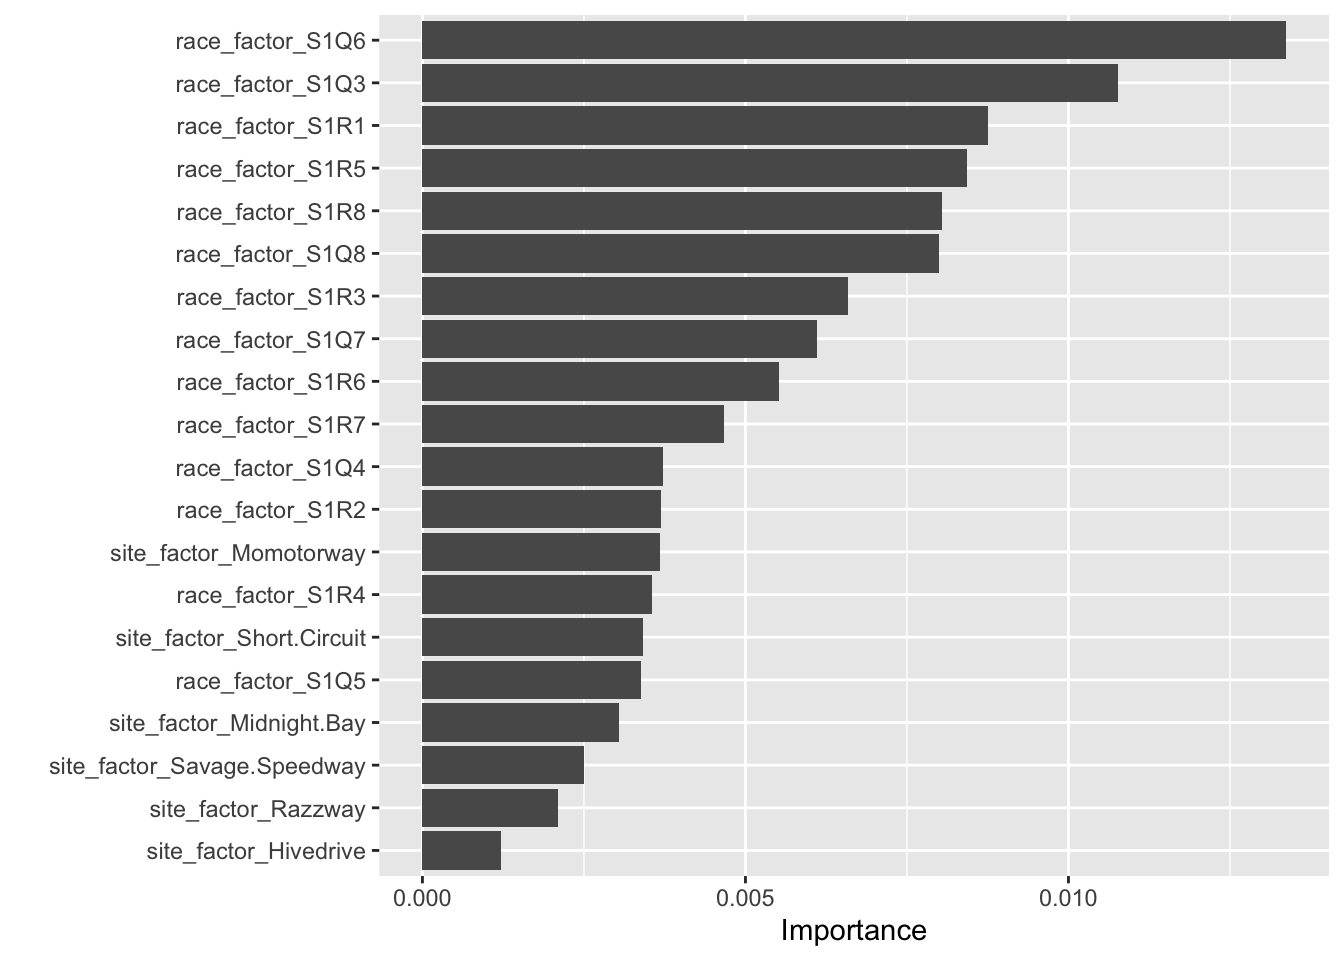 race_factor_S1Q6
race_factor_S1Q3
race_factor_S1R1
race_factor_S1R5
race_factor_S1R8
race_factor_S1Q8
race_factor_S1R3
race_factor_S1Q7
race_factor_S1R6
race_factor_S1R7
race_factor_S1Q4
race_factor_S1R2
site_factor_Momotorway
race_factor_S1R4
site_factor_Short.Circuit
race_factor_S1Q5
site_factor_Midnight.Bay
site_factor_Savage.Speedway
site_factor_Razzway
site_factor_Hivedrive
0.000 0.005 0.010
Importance